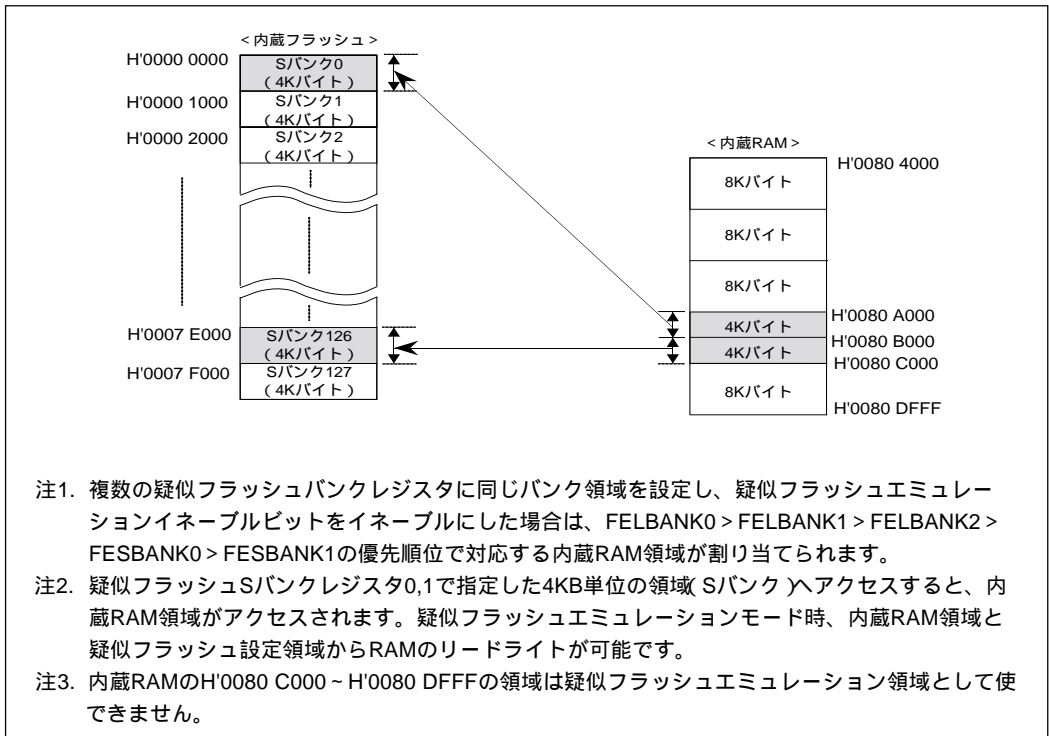 <内蔵フラッシュ>
H'0000 0000
Sバンク0
(4Kバイト)
H'0000 1000
Sバンク1
(4Kバイト)
H'0000 2000
Sバンク2
(4Kバイト)
H'0007 E000
Sバンク126
(4Kバイト)
H'0007 F000
Sバンク127
(4Kバイト)
<内蔵RAM>
H'0080 4000
8Kバイト
8Kバイト
8Kバイト
H'0080 A000
4Kバイト
H'0080 B000
4Kバイト
H'0080 C000
8Kバイト
H'0080 DFFF
注1. 複数の疑似フラッシュバンクレジスタに同じバンク領域を設定し、疑似フラッシュエミュレー
ションイネーブルビットをイネーブルにした場合は、FELBANK0 > FELBANK1 > FELBANK2 >
FESBANK0 > FESBANK1の優先順位で対応する内蔵RAM領域が割り当てられます。
注2. 疑似フラッシュSバンクレジスタ0,1で指定した4KB単位の領域(Sバンク)へアクセスすると、内
蔵RAM領域がアクセスされます。疑似フラッシュエミュレーションモード時、内蔵RAM領域と
疑似フラッシュ設定領域からRAMのリードライトが可能です。
注3. 内蔵RAMのH'0080 C000 ~ H'0080 DFFFの領域は疑似フラッシュエミュレーション領域として使
できません。